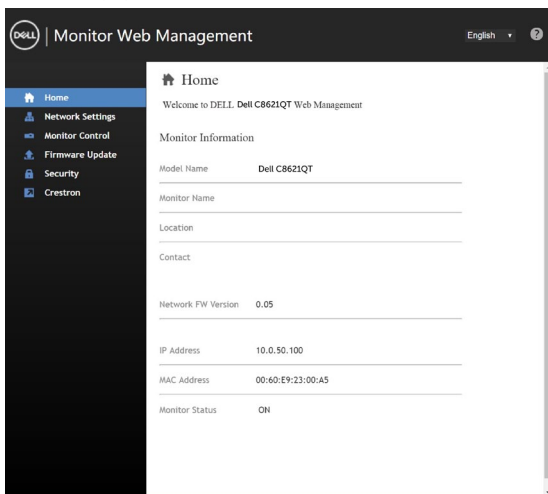 DELL | Monitor Web Management
English
?
Home
Network Settings
Monitor Control
Firmware Update
Security
Crestron
Home
Welcome to DELL Dell C8621QT Web Management
Monitor Information
Model Name Dell C8621QT
Monitor Name
Location
Contact
Network FW Version 0.05
IP Address 10.0.50.100
MAC Address 00:60:E9:23:00:A5
Monitor Status ON